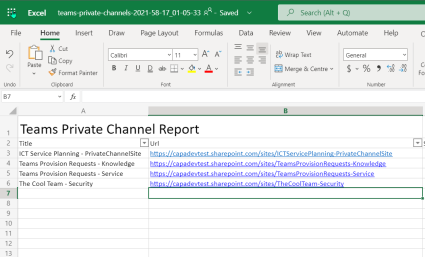 Excel teams-private-channels-2021-58-17_01-05-33 - Saved
Search (Alt + Q)
File Home Insert Draw Page Layout Formulas Data Review View Automate Help
Paste
Cut
Copy
Format Painter
Calibri 11 A^ A˅
B I U D ab A
Wrap Text
Merge & Centre
General
$ % 9
Undo Clipboard Font Alignment Number
B7 fx
A B
1 Teams Private Channel Report
2 Title Url
3 ICT Service Planning - PrivateChannelSite https://capadevtest.sharepoint.com/sites/ICTServicePlanning-PrivateChannelSite
4 Teams Provision Requests - Knowledge https://capadevtest.sharepoint.com/sites/TeamsProvisionRequests-Knowledge
5 Teams Provision Requests - Service https://capadevtest.sharepoint.com/sites/TeamsProvisionRequests-Service
6 The Cool Team - Security https://capadevtest.sharepoint.com/sites/TheCoolTeam-Security
7
8
9
10
11
12
13